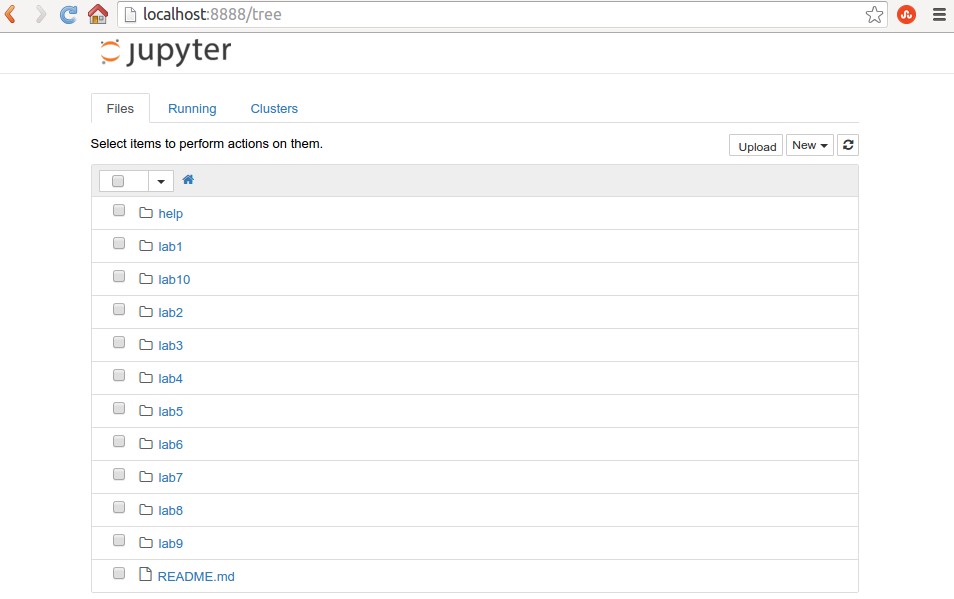 localhost:8888/tree
jupyter
Files Running Clusters
Select items to perform actions on them.
Upload New
help
lab1
lab10
lab2
lab3
lab4
lab5
lab6
lab7
lab8
lab9
README.md